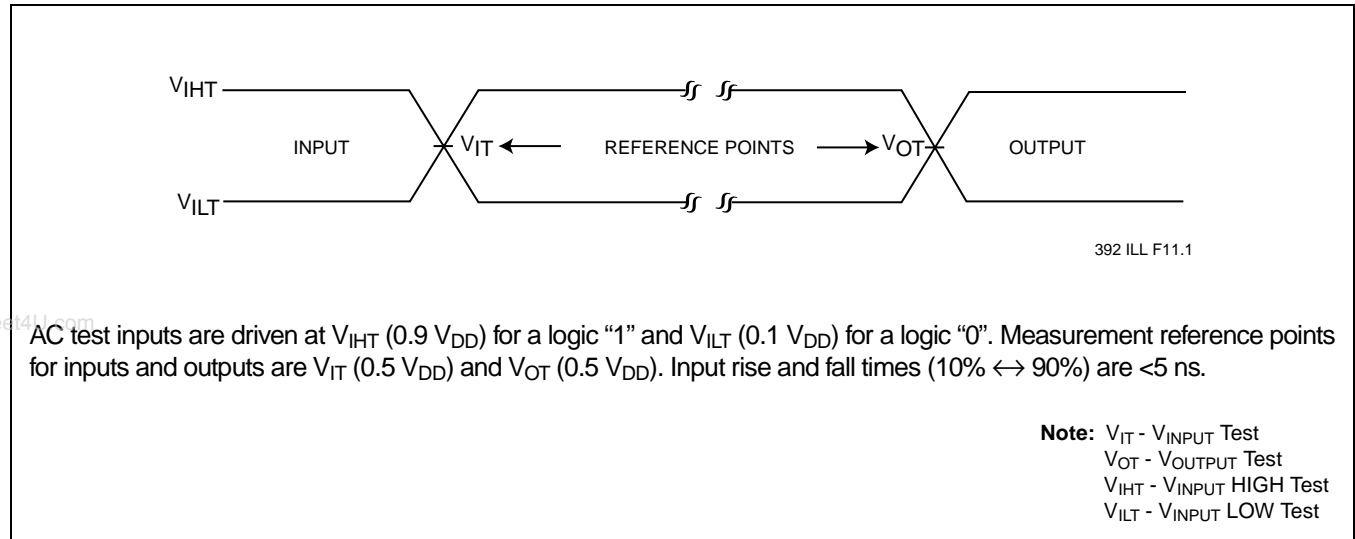 VIHT
INPUT VIT REFERENCE POINTS VOT OUTPUT
VILT
392 ILL F11.1
et4U.com
AC test inputs are driven at VIHT (0.9 VDD) for a logic “1” and VILT (0.1 VDD) for a logic “0”. Measurement reference points
for inputs and outputs are VIT (0.5 VDD) and VOT (0.5 VDD). Input rise and fall times (10% ↔ 90%) are <5 ns.
Note: VIT - VINPUT Test
VOT - VOUTPUT Test
VIHT - VINPUT HIGH Test
VILT - VINPUT LOW Test